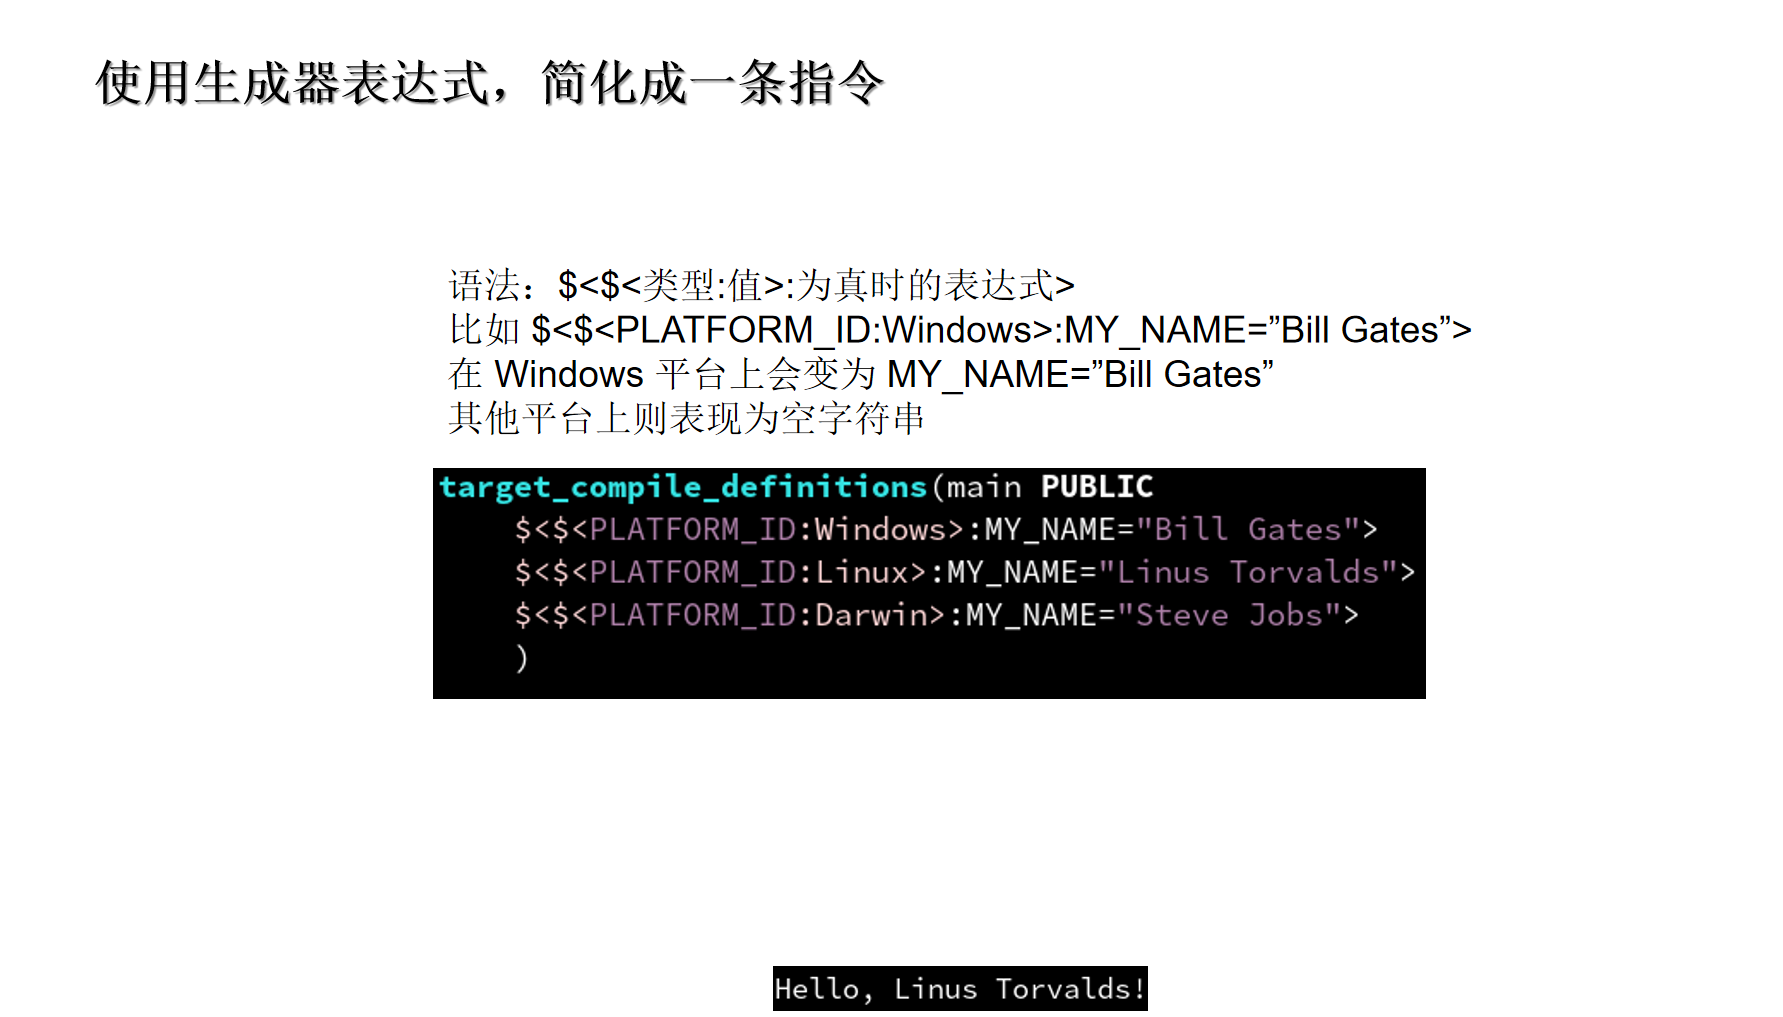 使用生成器表达式，简化成一条指令
语法：$<$<类型:值>:为真时的表达式>
比如 $<$<PLATFORM_ID:Windows>:MY_NAME=”Bill Gates”>
在 Windows 平台上会变为 MY_NAME=”Bill Gates”
其他平台上则表现为空字符串
target_compile_definitions(main PUBLIC
    $<$<PLATFORM_ID:Windows>:MY_NAME="Bill Gates">
    $<$<PLATFORM_ID:Linux>:MY_NAME="Linus Torvalds">
    $<$<PLATFORM_ID:Darwin>:MY_NAME="Steve Jobs">
    )
Hello, Linus Torvalds!